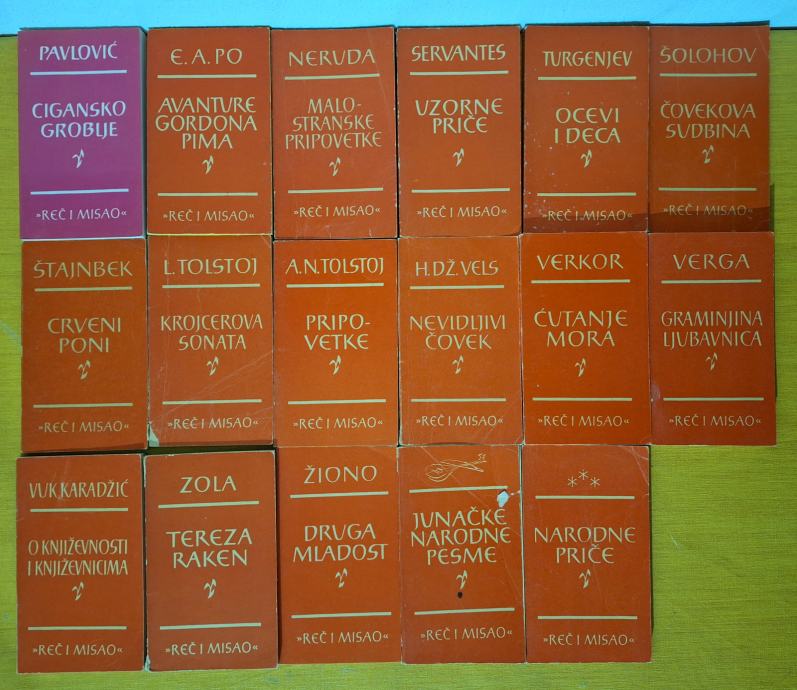 PAVLOVIĆ
CIGANSKO
GROBLJE
»REČ I MISAO«
E. A. PO
AVANTURE
GORDONA
PIMA
»REČ I MISAO«
NERUDA
MALO-
STRANSKE
PRIPOVETKE
»REČ I MISAO«
SERVANTES
UZORNE
PRIČE
»REČ I MISAO«
TURGENJEV
OCEVI
I DECA
»REČ I MISAO«
ŠOLOHOV
ČOVEKOVA
SUDBINA
»REČ I MISAO«
ŠTAJNBEK
CRVENI
PONI
»REČ I MISAO«
L. TOLSTOJ
KROJCEROVA
SONATA
»REČ I MISAO«
A. N. TOLSTOJ
PRIPO-
VETKE
»REČ I MISAO«
H. DŽ. VELS
NEVIDLJIVI
ČOVEK
»REČ I MISAO«
VERKOR
ĆUTANJE
MORA
»REČ I MISAO«
VERGA
GRAMINJINA
LJUBAVNICA
»REČ I MISAO«
VUK KARADŽIĆ
O KNJIŽEVNOSTI
I KNJIŽEVNICIMA
»REČ I MISAO«
ZOLA
TEREZA
RAKEN
»REČ I MISAO«
ŽIONO
DRUGA
MLADOST
»REČ I MISAO«
JUNAČKE
NARODNE
PESME
»REČ I MISAO«
***
NARODNE
PRIČE
»REČ I MISAO«